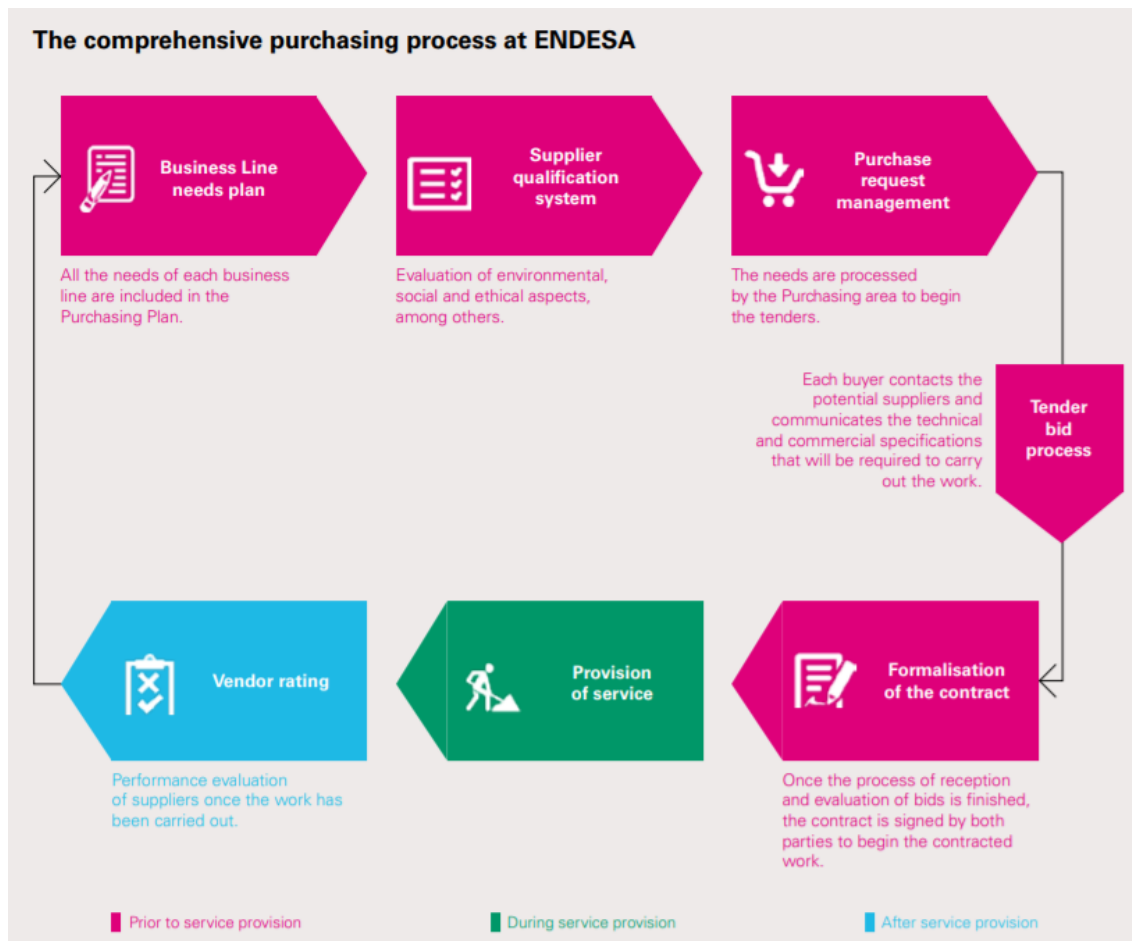 The comprehensive purchasing process at ENDESA
Business Line
needs plan
All the needs of each business
line are included in the
Purchasing Plan.
Supplier
qualification
system
Evaluation of environmental,
social and ethical aspects,
among others.
Purchase
request
management
The needs are processed
by the Purchasing area to begin
the tenders.
Each buyer contacts the
potential suppliers and
communicates the technical
and commercial specifications
that will be required to carry
out the work.
Tender
bid
process
Formalisation
of the contract
Once the process of reception
and evaluation of bids is finished,
the contract is signed by both
parties to begin the contracted
work.
Provision
of service
Vendor rating
Performance evaluation
of suppliers once the work has
been carried out.
Prior to service provision
During service provision
After service provision